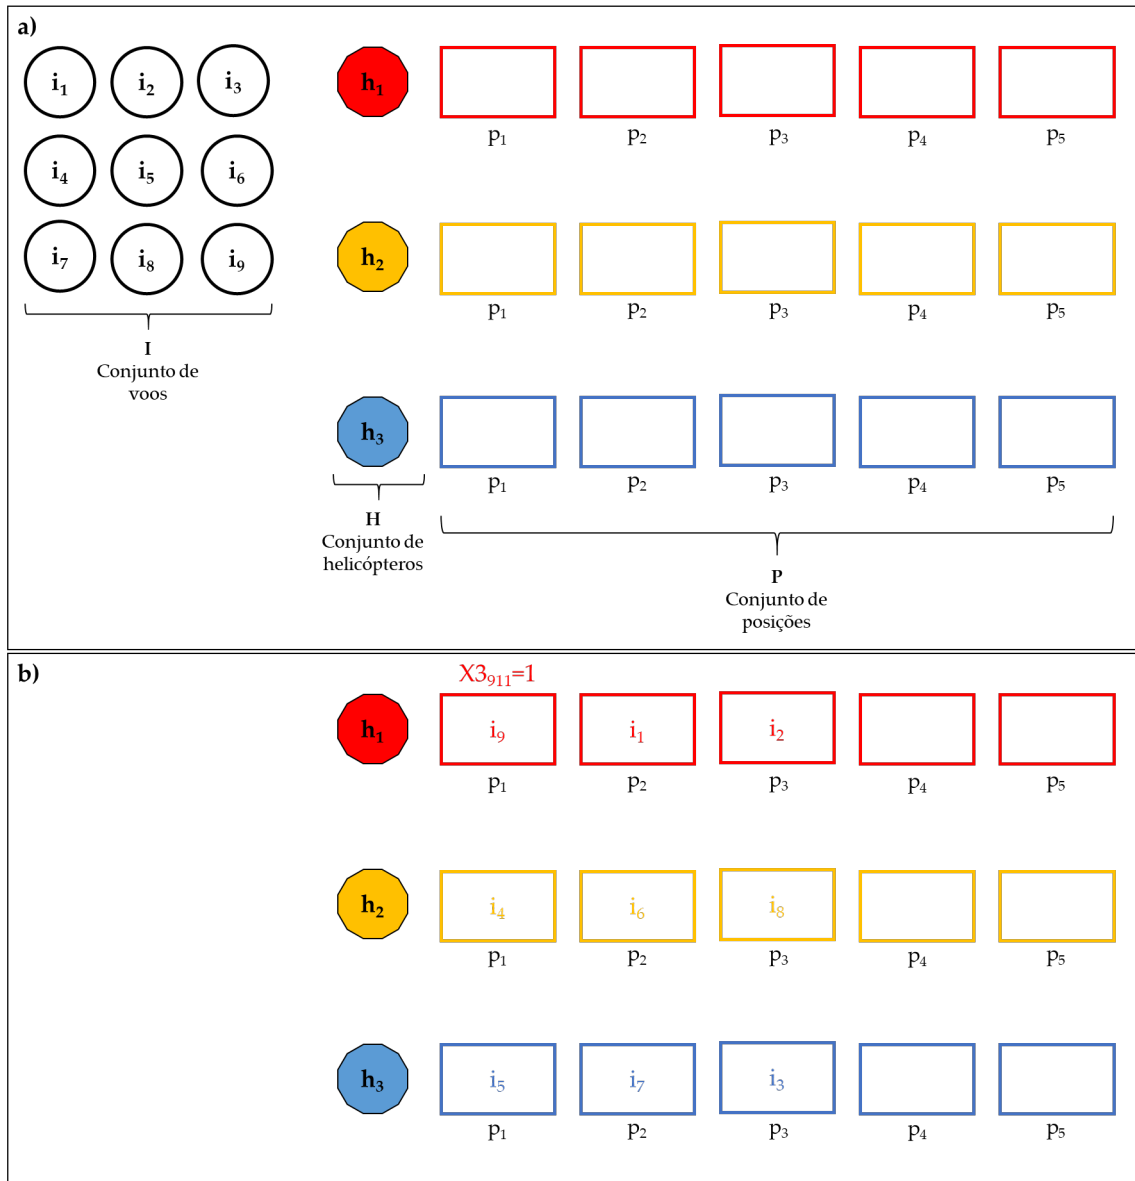 a)
i₁ i₂ i₃ h₁
p₁ p₂ p₃ p₄ p₅
i₄ i₅ i₆
i₇ i₈ i₉ h₂
p₁ p₂ p₃ p₄ p₅
I
Conjunto de
voos
h₃
p₁ p₂ p₃ p₄ p₅
H
Conjunto de
helicópteros
P
Conjunto de
posições
b)
X3₉₁₁=1
h₁ i₉ i₁ i₂
p₁ p₂ p₃ p₄ p₅
h₂ i₄ i₆ i₈
p₁ p₂ p₃ p₄ p₅
h₃ i₅ i₇ i₃
p₁ p₂ p₃ p₄ p₅